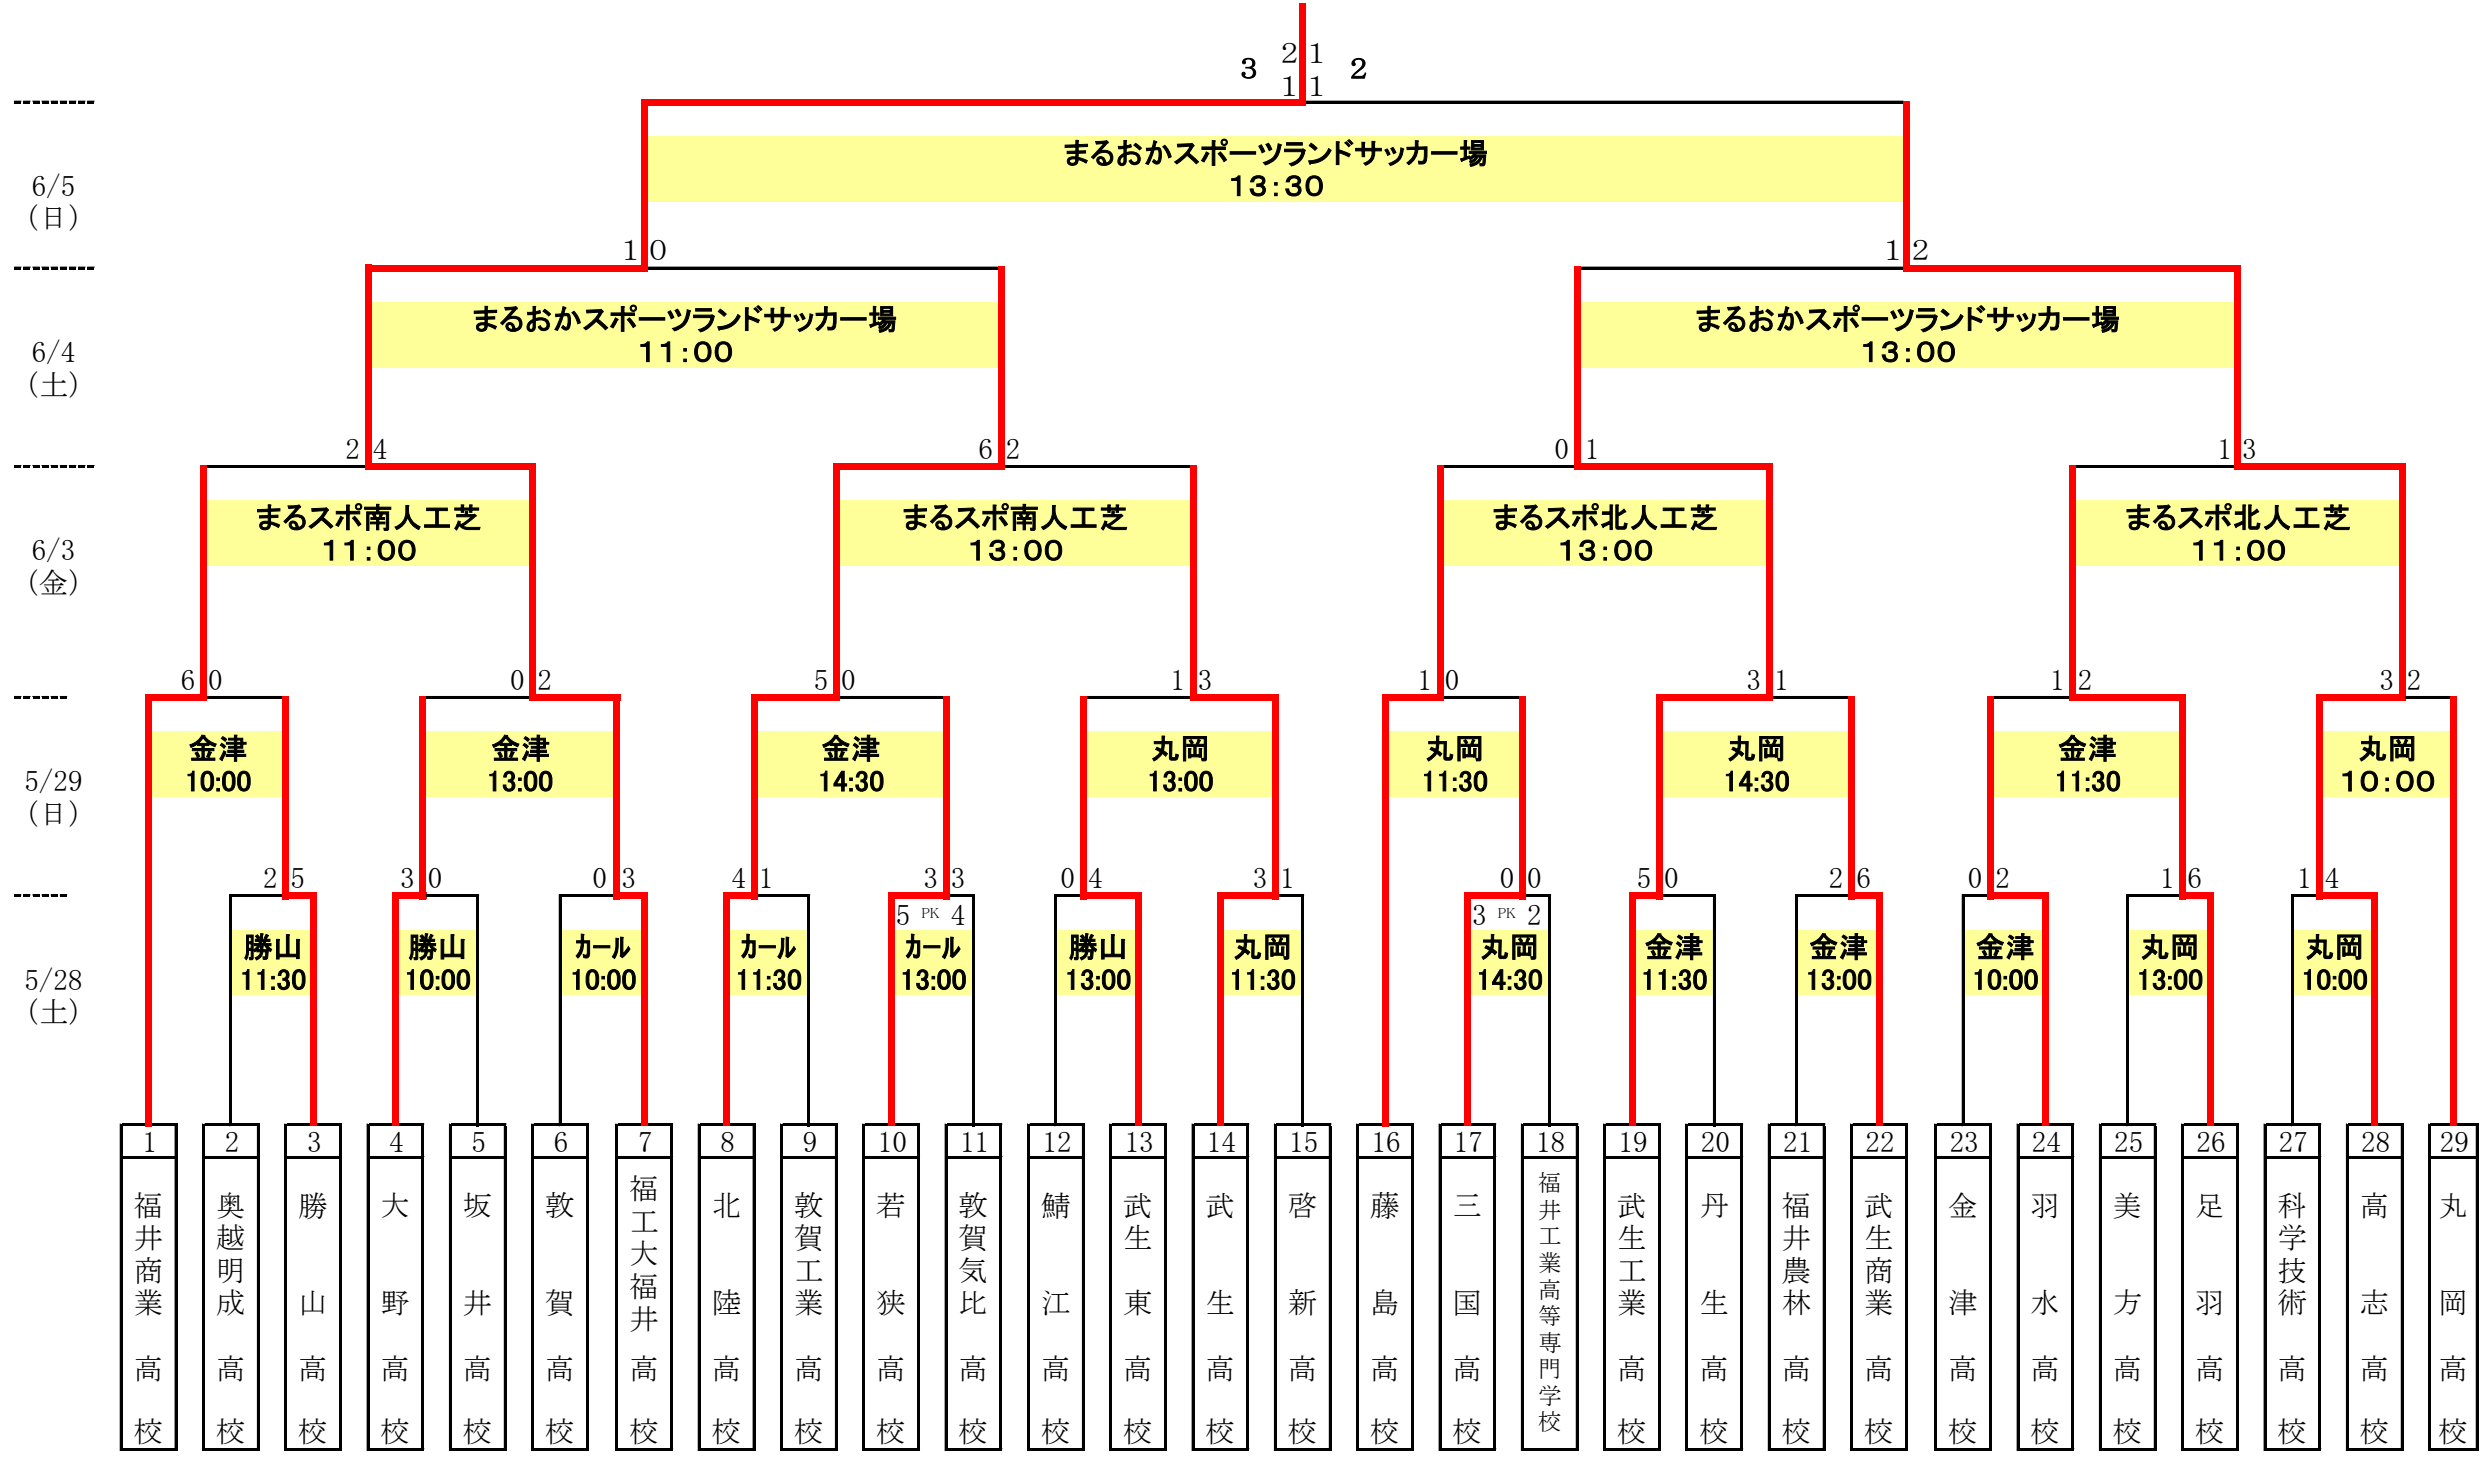 2 1
3 2
1 1
まるおかスポーツランドサッカー場
13:30
6/5
(日)
1 0 1 2
まるおかスポーツランドサッカー場 まるおかスポーツランドサッカー場
11:00 13:00
6/4
(土)
2 4 6 2 0 1 1 3
まるスポ南人工芝 まるスポ南人工芝 まるスポ北人工芝 まるスポ北人工芝
11:00 13:00 13:00 11:00
6/3
(金)
6 0 0 2 5 0 1 3 1 0 3 1 1 2 3 2
金津 金津 金津 丸岡 丸岡 丸岡 金津 丸岡
10:00 13:00 14:30 13:00 11:30 14:30 11:30 10:00
5/29
(日)
2 5 3 0 0 3 4 1 3 3 0 4 3 1 0 0 5 0 2 6 0 2 1 6 1 4
5 PK 4 3 PK 2
勝山 勝山 カール カール カール 勝山 丸岡 丸岡 金津 金津 金津 丸岡 丸岡
11:30 10:00 10:00 11:30 13:00 13:00 11:30 14:30 11:30 13:00 10:00 13:00 10:00
5/28
(土)
1 福井商業高校
2 奥越明成高校
3 勝山高校
4 大野高校
5 坂井高校
6 敦賀高校
7 福工大福井高校
8 北陸高校
9 敦賀工業高校
10 若狭高校
11 敦賀気比高校
12 鯖江高校
13 武生東高校
14 武生高校
15 啓新高校
16 藤島高校
17 三国高校
18 福井工業高等専門学校
19 武生工業高校
20 丹生高校
21 福井農林高校
22 武生商業高校
23 金津高校
24 羽水高校
25 美方高校
26 足羽高校
27 科学技術高校
28 高志高校
29 丸岡高校